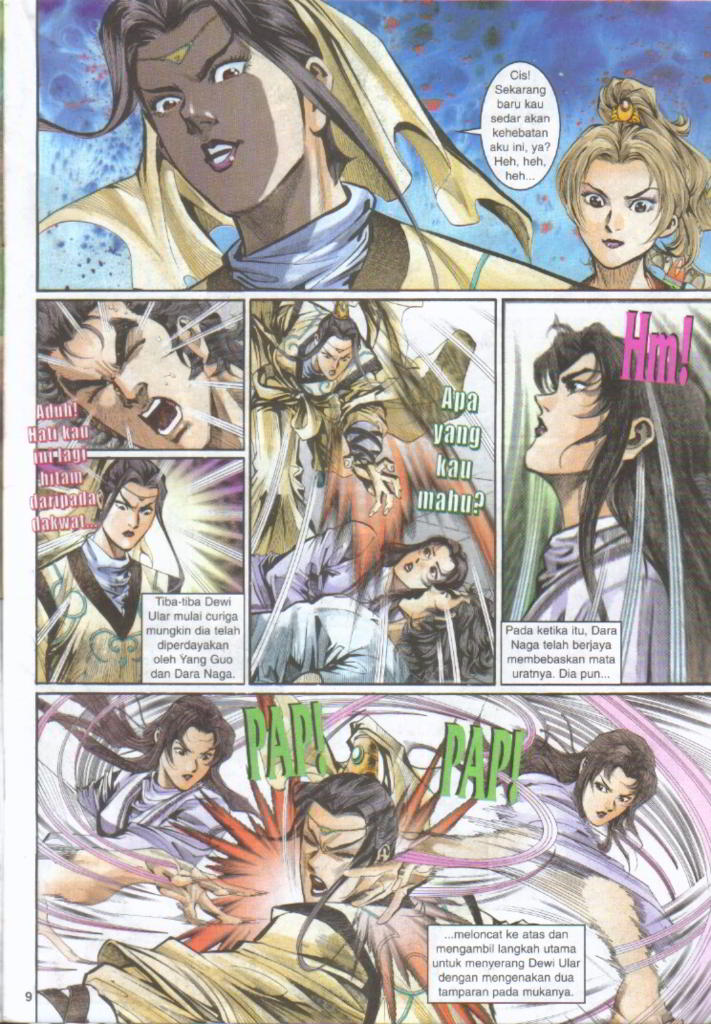 Cis!
Sekarang
baru kau
sedar akan
kehebatan
aku ini, ya?
Heh, heh,
heh...
Aduh!
Hati kau
ini lagi
hitam
daripada
dakwat...
Tiba-tiba Dewi
Ular mulai curiga
mungkin dia telah
diperdayakan
oleh Yang Guo
dan Dara Naga.
Apa
yang
kau
mahu?
Hm!
Pada ketika itu, Dara
Naga telah berjaya
membebaskan mata
uratnya. Dia pun...
PAP!
PAP!
...meloncat ke atas dan
mengambil langkah utama
untuk menyerang Dewi Ular
dengan mengenakan dua
tamparan pada mukanya.
9